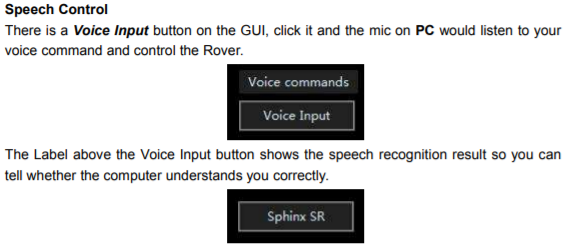 Speech Control
There is a Voice Input button on the GUI, click it and the mic on PC would listen to your
voice command and control the Rover.
Voice commands
Voice Input
The Label above the Voice Input button shows the speech recognition result so you can
tell whether the computer understands you correctly.
Sphinx SR